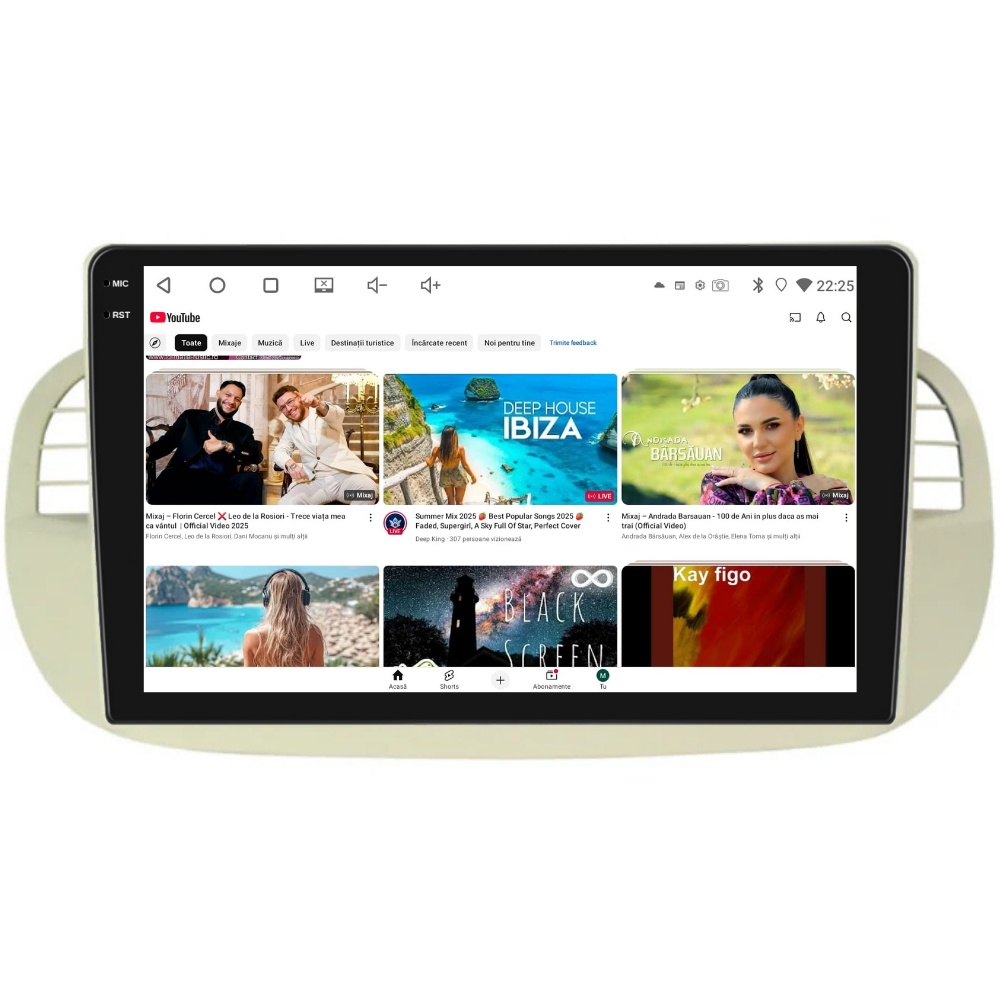 MIC
22:25
RST
YouTube
Toate Mixaje Muzică Live Destinații turistice Încărcate recent Noi pentru tine Trimite feedback
Mixaj
DEEP HOUSE
IBIZA
LIVE
ANDRADA
BÂRSĂUAN
Mixaj
Mixaj – Florin Cercel ❌ Leo de la Rosiori - Trece viața mea
ca vântul | Official Video 2025
Florin Cercel, Leo de la Rosiori, Dani Mocanu și mulți alții
LIVE
Summer Mix 2025 🍓 Best Popular Songs 2025 🍓
Faded, Supergirl, A Sky Full Of Star, Perfect Cover
Deep King · 307 persoane vizionează
Mixaj – Andrada Barsauan - 100 de Ani in plus daca as mai
trai (Official Video)
Andrada Bârsăuan, Alex de la Orăștie, Elena Toma și mulți alții
BLACK
SCREEN
Kay figo
Acasă Shorts Abonamente M Tu